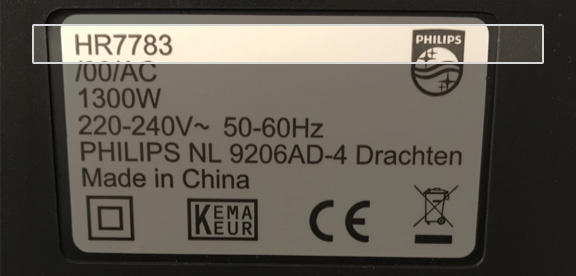 HR7783
PHILIPS
/00/AC
1300W
220-240V~ 50-60Hz
PHILIPS NL 9206AD-4 Drachten
Made in China
KEMA
KEUR
CE